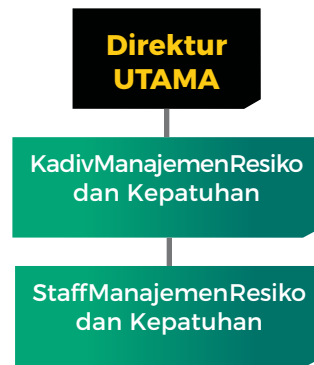 Direktur
UTAMA
KadivManajemenResiko
dan Kepatuhan
StaffManajemenResiko
dan Kepatuhan